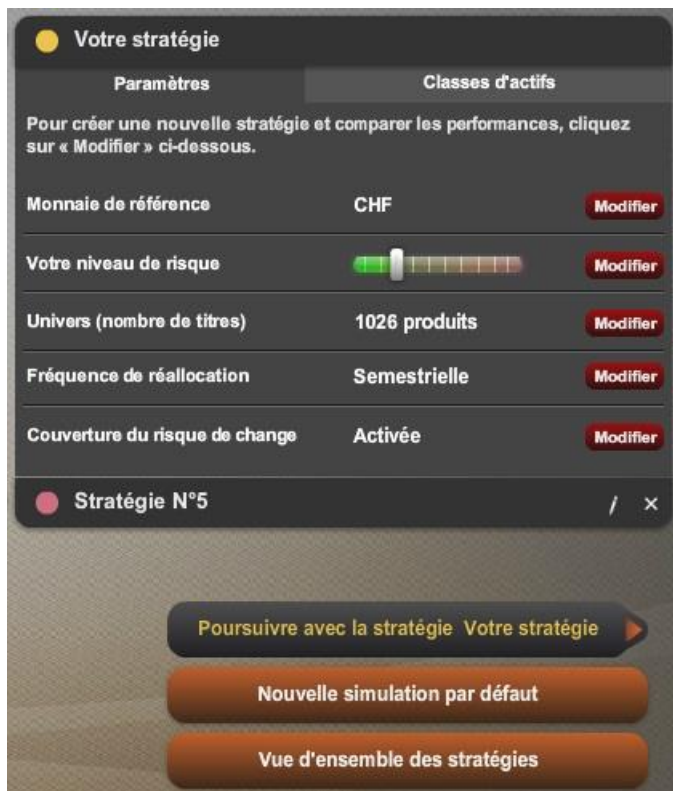 Votre stratégie
Paramètres
Classes d'actifs
Pour créer une nouvelle stratégie et comparer les performances, cliquez
sur « Modifier » ci-dessous.
Monnaie de référence CHF Modifier
Votre niveau de risque Modifier
Univers (nombre de titres) 1026 produits Modifier
Fréquence de réallocation Semestrielle Modifier
Couverture du risque de change Activée Modifier
Stratégie N°5
Poursuivre avec la stratégie Votre stratégie
Nouvelle simulation par défaut
Vue d'ensemble des stratégies